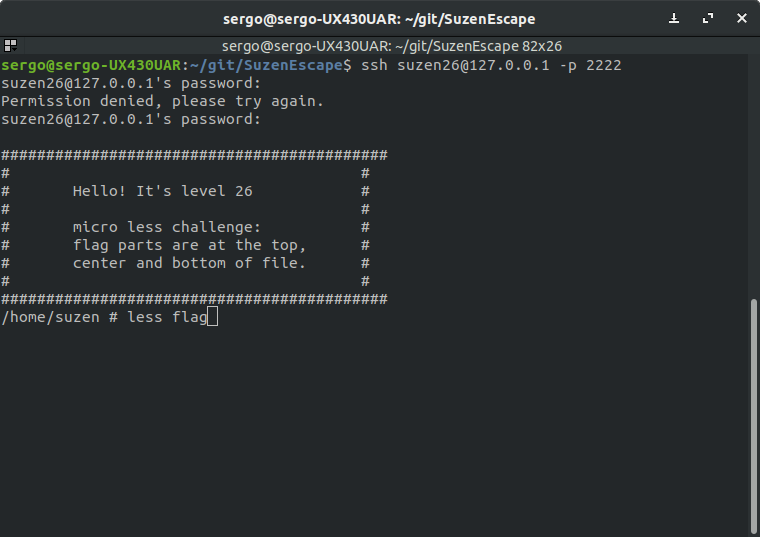 sergo@sergo-UX430UAR: ~/git/SuzenEscape
sergo@sergo-UX430UAR: ~/git/SuzenEscape 82x26
sergo@sergo-UX430UAR:~/git/SuzenEscape$ ssh suzen26@127.0.0.1 -p 2222
suzen26@127.0.0.1's password:
Permission denied, please try again.
suzen26@127.0.0.1's password:
###########################################
#                                       #
#       Hello! It's level 26            #
#                                       #
#       micro less challenge:           #
#       flag parts are at the top,      #
#       center and bottom of file.      #
#                                       #
###########################################
/home/suzen # less flag